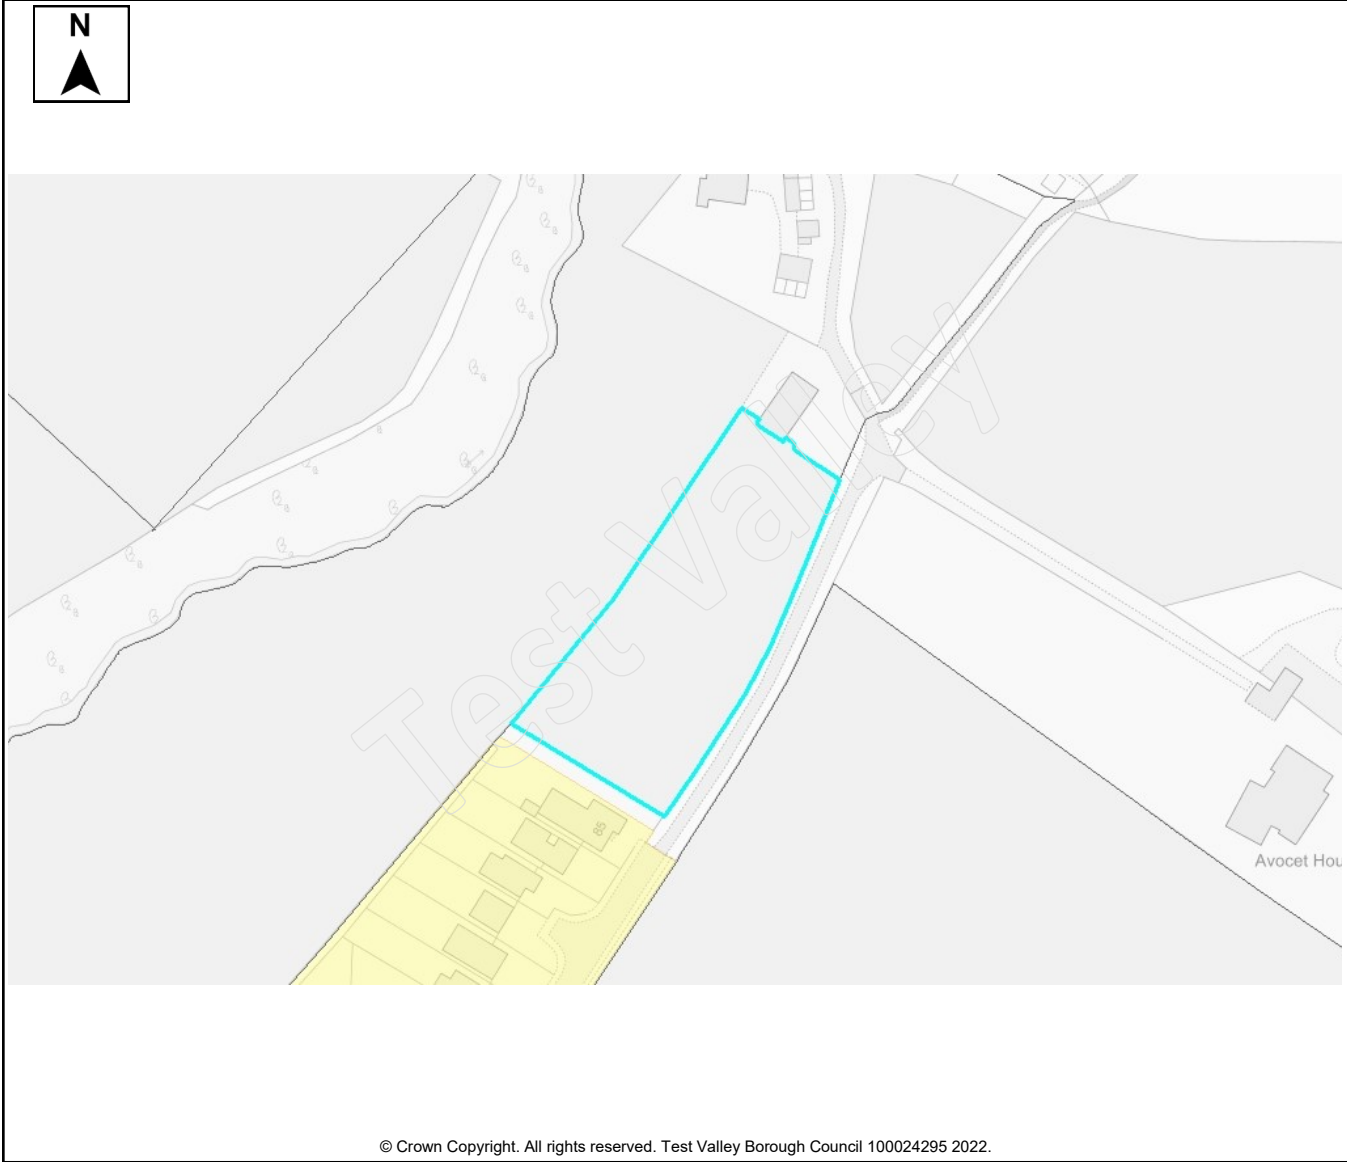 N
Test Valley
85
Avocet Hou
© Crown Copyright. All rights reserved. Test Valley Borough Council 100024295 2022.